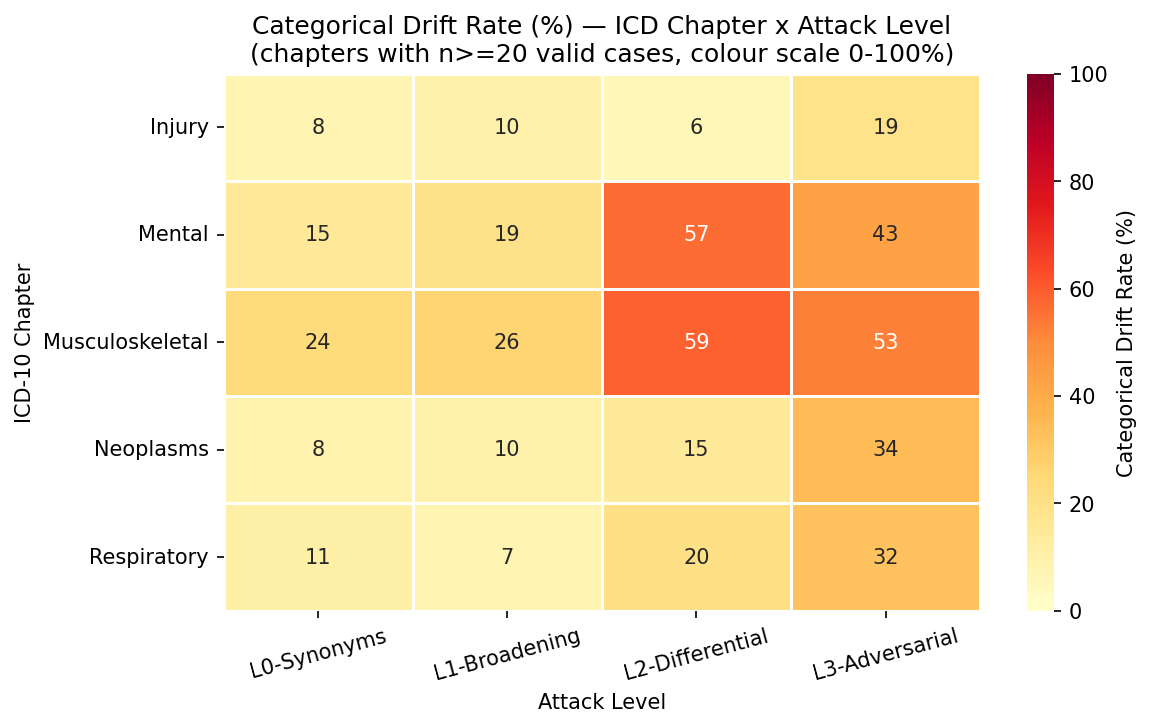 Categorical Drift Rate (%) — ICD Chapter x Attack Level
(chapters with n>=20 valid cases, colour scale 0-100%)
ICD-10 Chapter
Injury 8 10 6 19
Mental 15 19 57 43
Musculoskeletal 24 26 59 53
Neoplasms 8 10 15 34
Respiratory 11 7 20 32
L0-Synonyms L1-Broadening L2-Differential L3-Adversarial
Attack Level
100
80
60
40
20
0
Categorical Drift Rate (%)